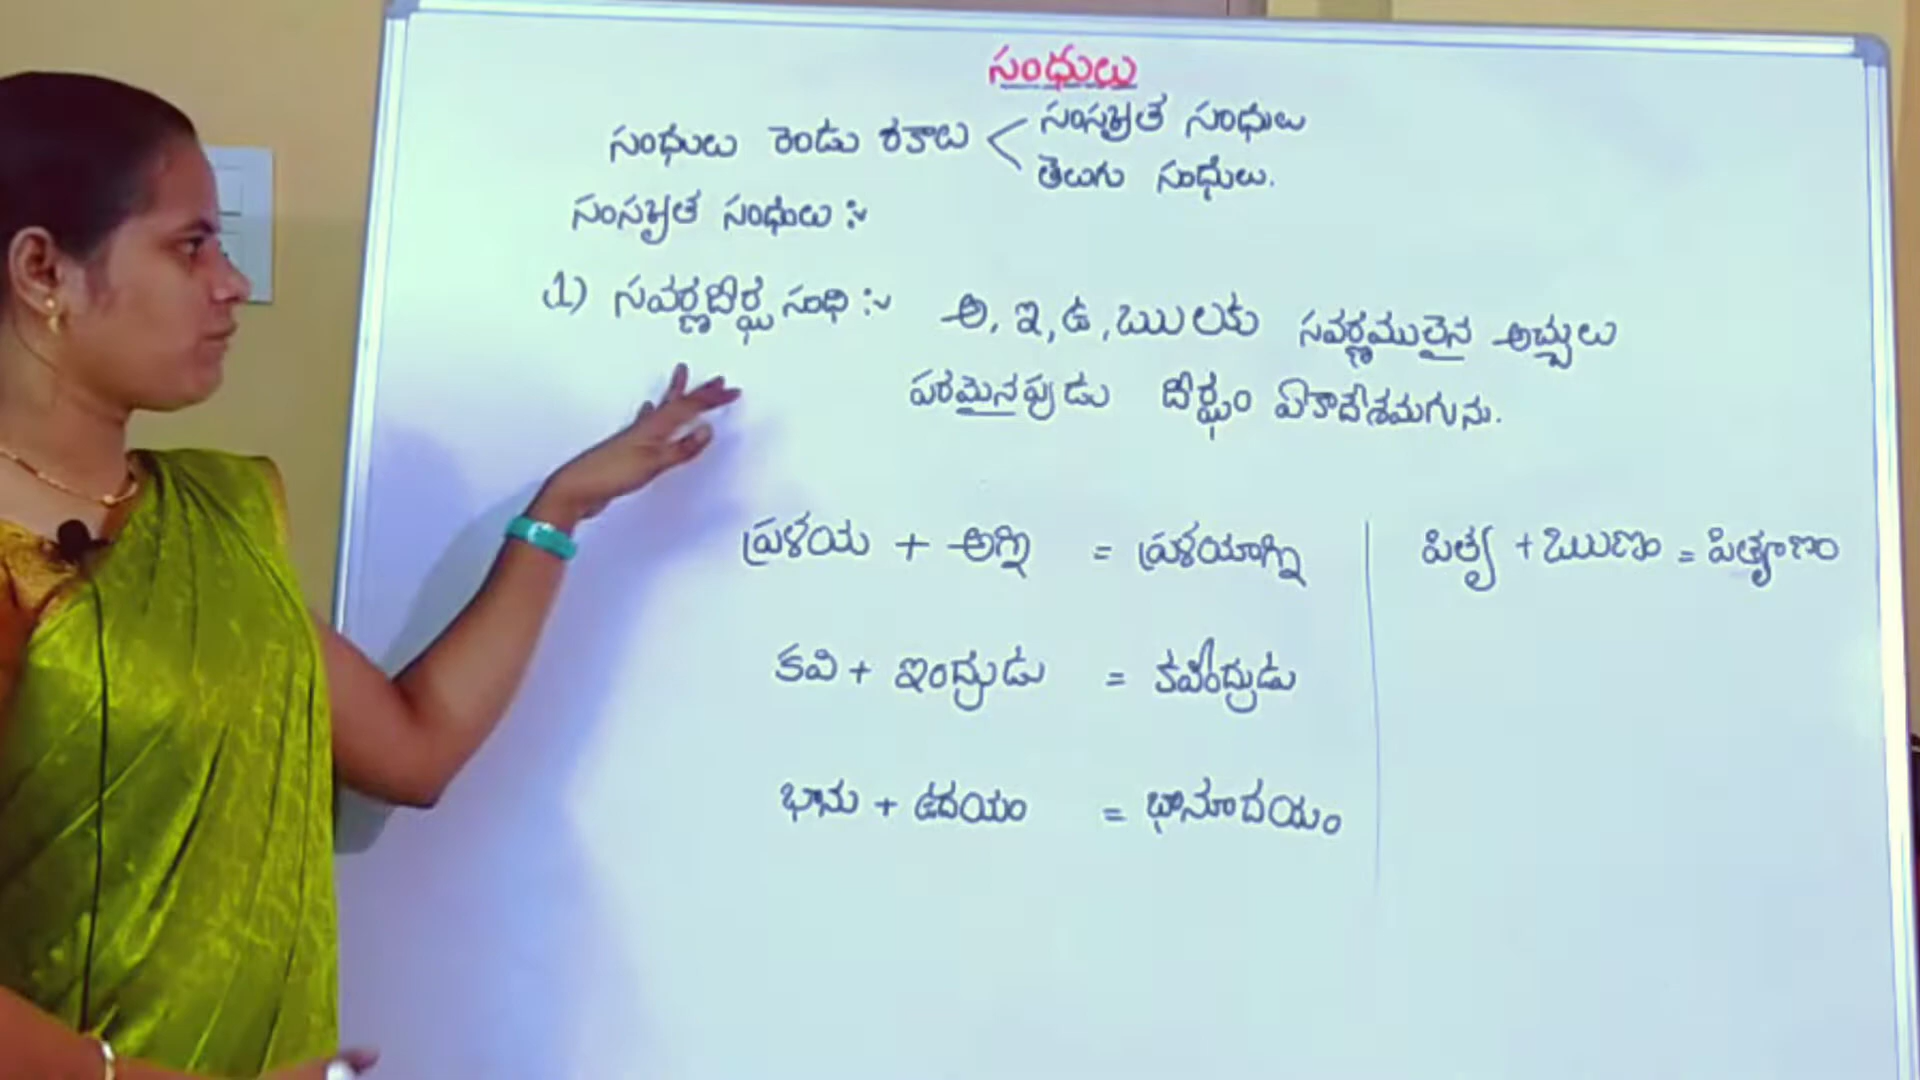 సంధులు
సంధులు రెండు రకాలు < సంస్కృత సంధులు
తెలుగు సంధులు.
సంస్కృత సంధులు :-
1) సవర్ణదీర్ఘ సంధి :- అ, ఇ, ఉ, ఋ లకు సవర్ణములైన అచ్చులు
పరమైనపుడు దీర్ఘం ఏకాదేశమగును.
ప్రళయ + అగ్ని = ప్రళయాగ్ని
కవి + ఇంద్రుడు = కవీంద్రుడు
భాను + ఉదయం = భానూదయం
పితృ + ఋణం = పితౄణం